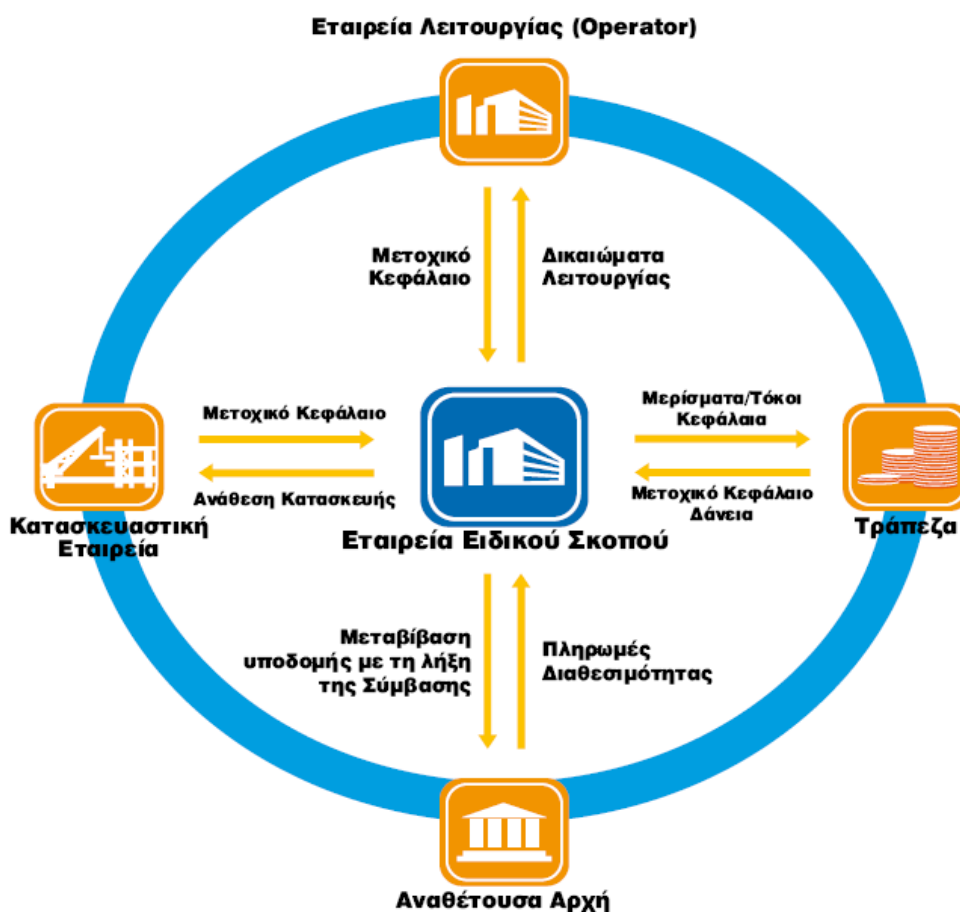 Εταιρεία Λειτουργίας (Operator)
Μετοχικό
Κεφάλαιο
Δικαιώματα
Λειτουργίας
Μετοχικό Κεφάλαιο
Ανάθεση Κατασκευής
Μερίσματα/Τόκοι
Κεφάλαια
Μετοχικό Κεφάλαιο
Δάνεια
Κατασκευαστική
Εταιρεία
Εταιρεία Ειδικού Σκοπού
Τράπεζα
Μεταβίβαση
υποδομής με τη λήξη
της Σύμβασης
Πληρωμές
Διαθεσιμότητας
Αναθέτουσα Αρχή